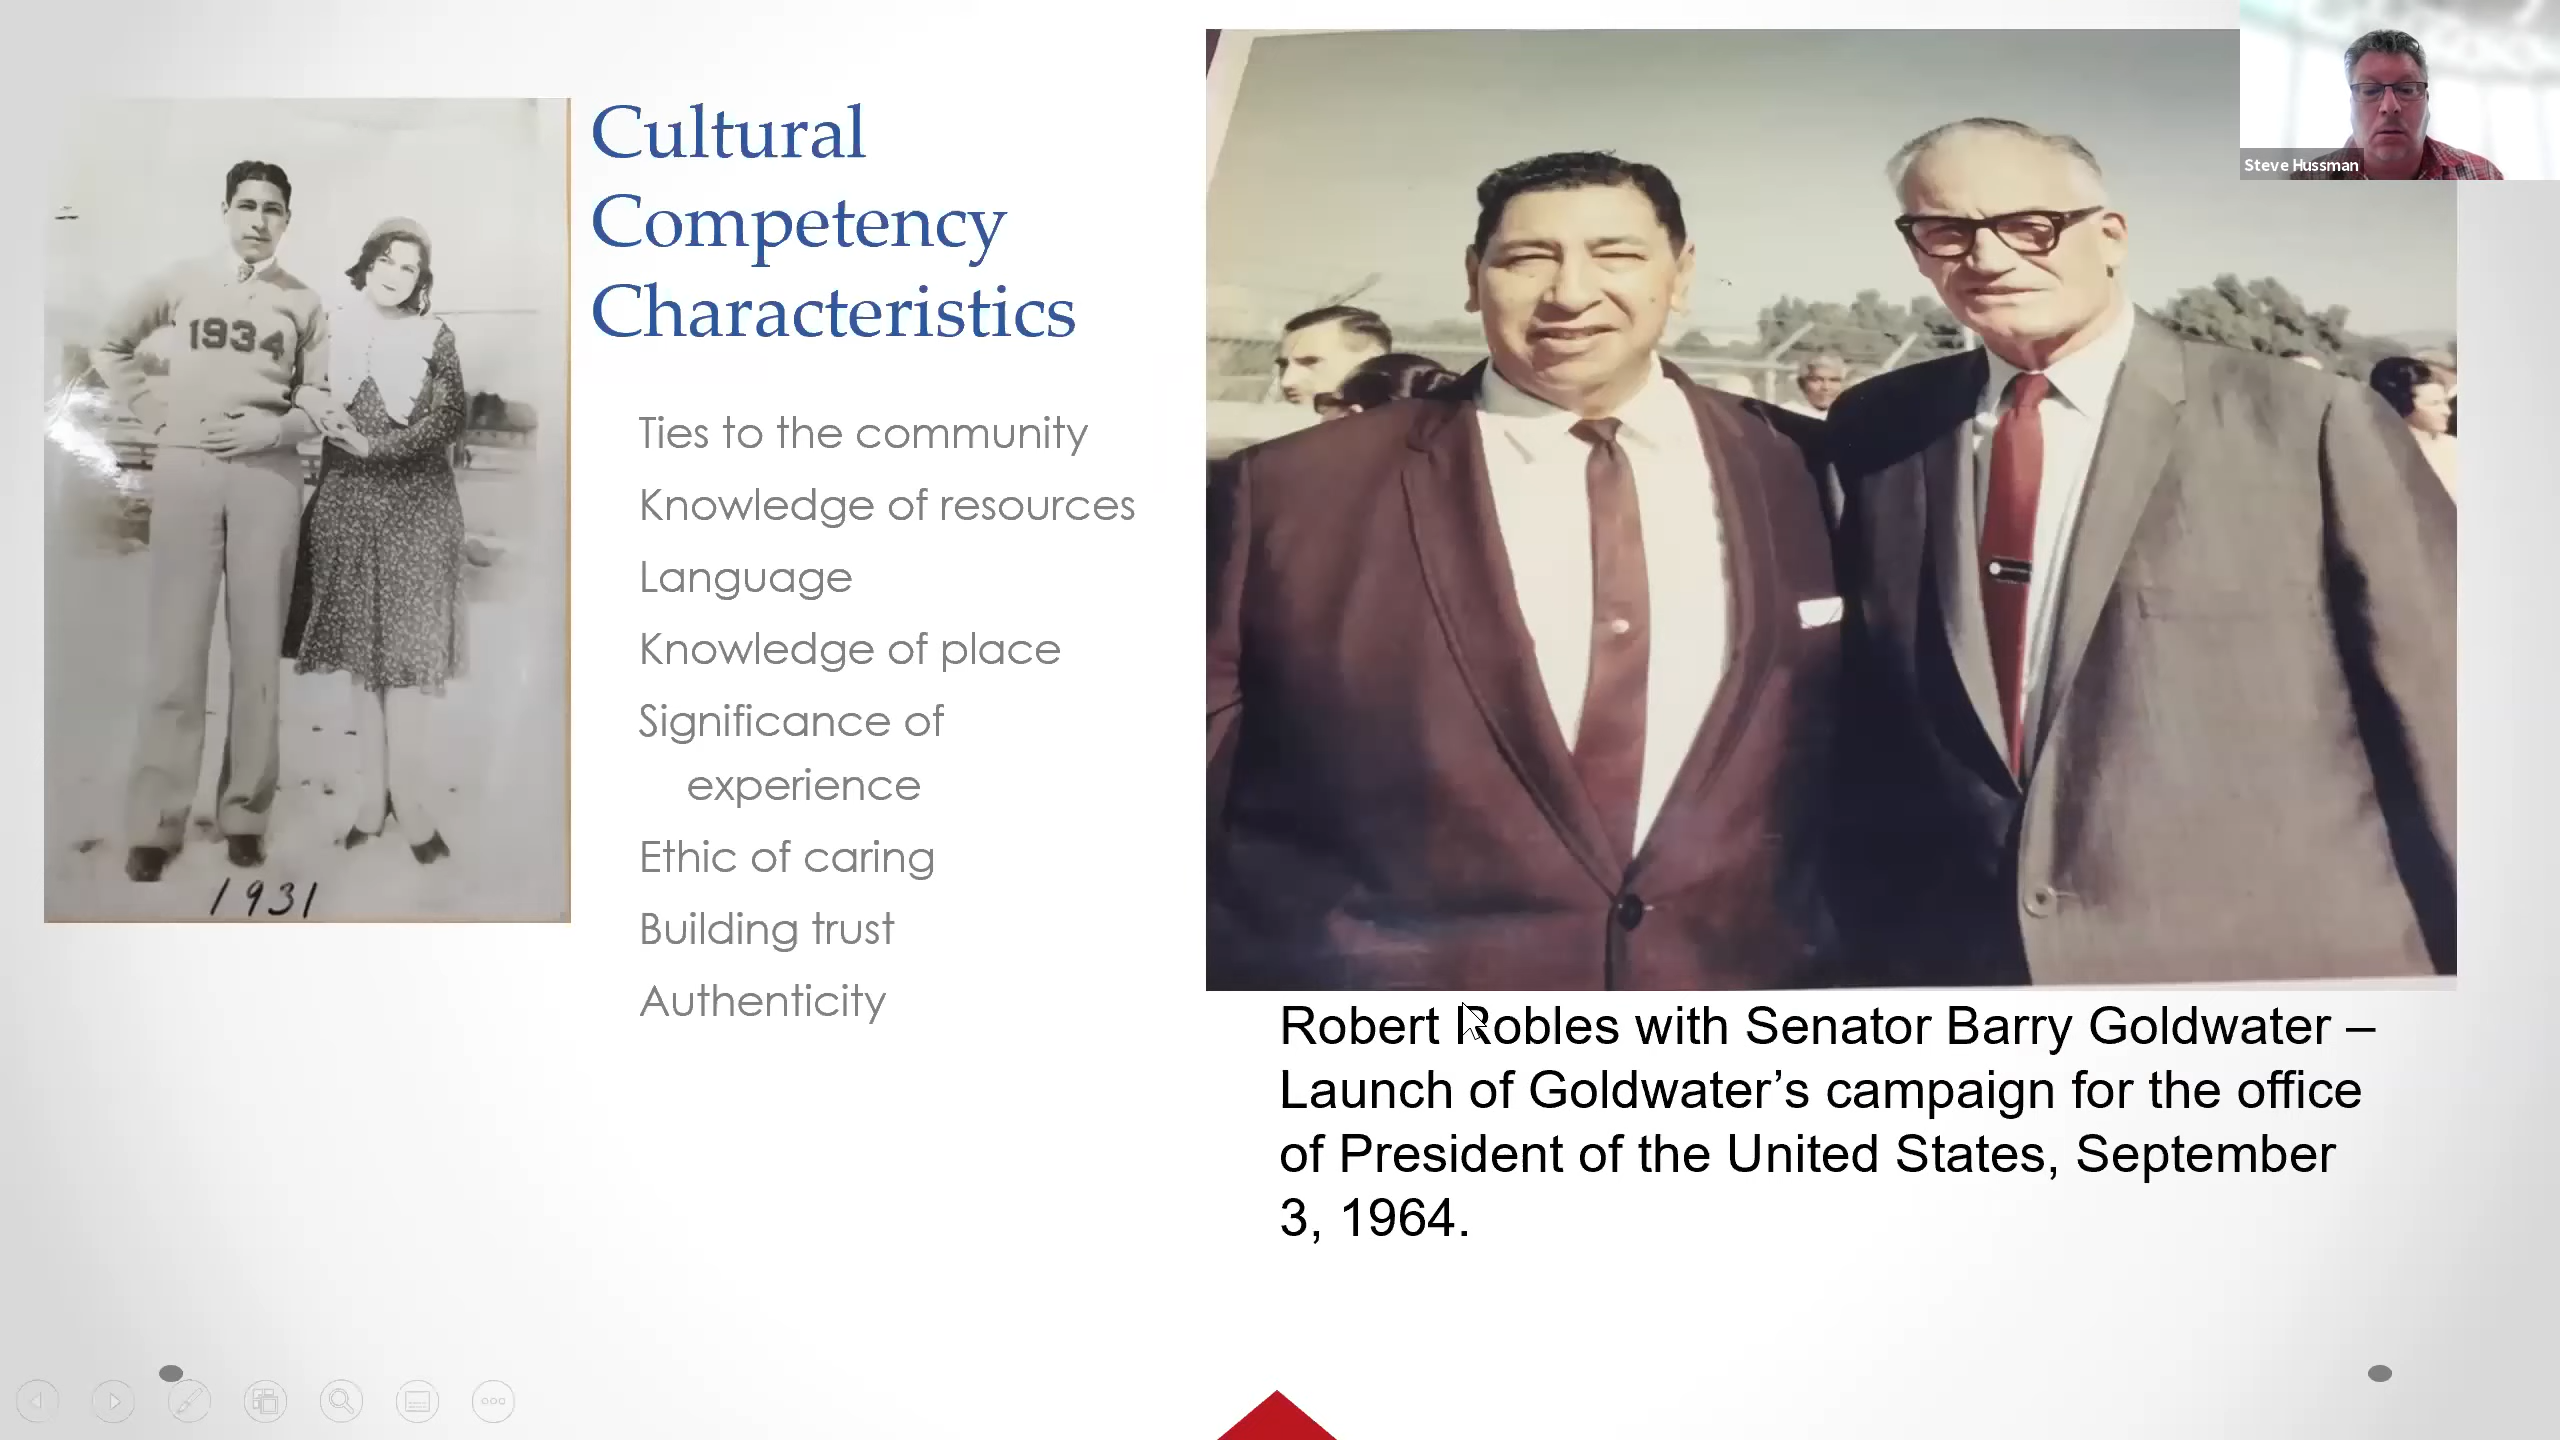 Cultural
Competency
Characteristics
1934
1931
Ties to the community
Knowledge of resources
Language
Knowledge of place
Significance of
experience
Ethic of caring
Building trust
Authenticity
Steve Hussman
Robert Robles with Senator Barry Goldwater –
Launch of Goldwater’s campaign for the office
of President of the United States, September
3, 1964.